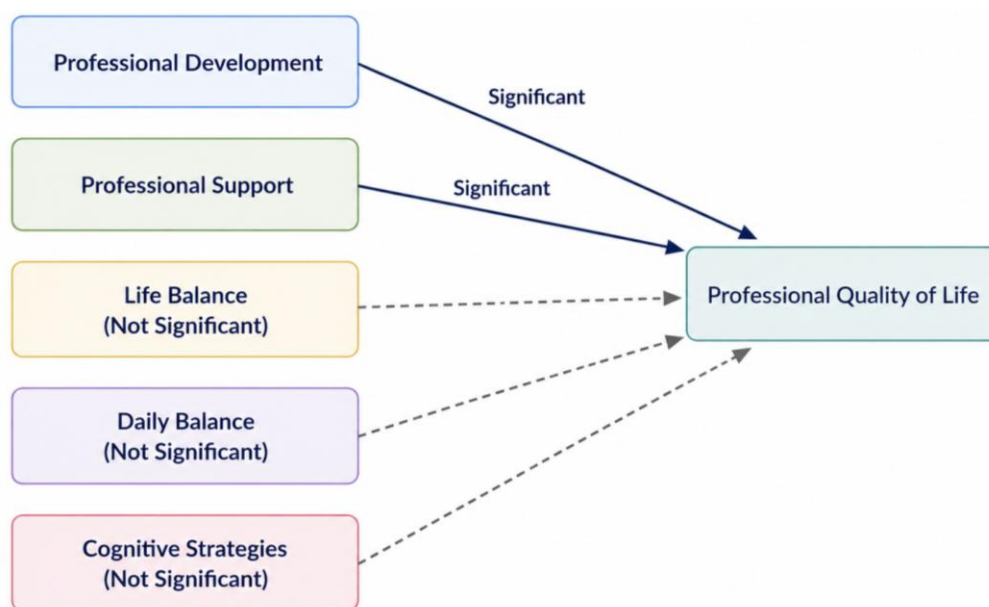 Professional Development
Significant
Professional Support
Significant
Life Balance
(Not Significant)
Professional Quality of Life
Daily Balance
(Not Significant)
Cognitive Strategies
(Not Significant)